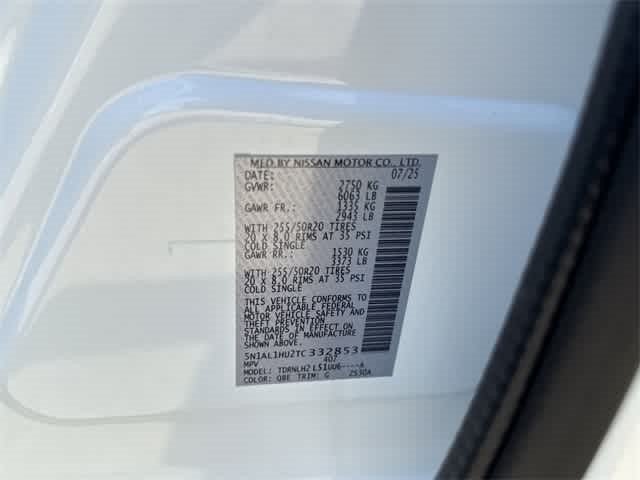 MFD BY NISSAN MOTOR CO., LTD.
DATE: 07/25
GVWR: 2750 KG
6063 LB
GAWR FR.: 1335 KG
2943 LB
WITH 255/50R20 TIRES
20 X 8.0 RIMS AT 35 PSI
COLD SINGLE
GAWR RR.: 1530 KG
3373 LB
WITH 255/50R20 TIRES
20 X 8.0 RIMS AT 35 PSI
COLD SINGLE
THIS VEHICLE CONFORMS TO
ALL APPLICABLE FEDERAL
MOTOR VEHICLE SAFETY AND
THEFT PREVENTION
STANDARDS IN EFFECT ON
THE DATE OF MANUFACTURE
SHOWN ABOVE.
5N1AL1HU2TC332853
MPV 407
MODEL: TDRNLH2 L51UU6----A
COLOR: QBE TRIM: G 2530A